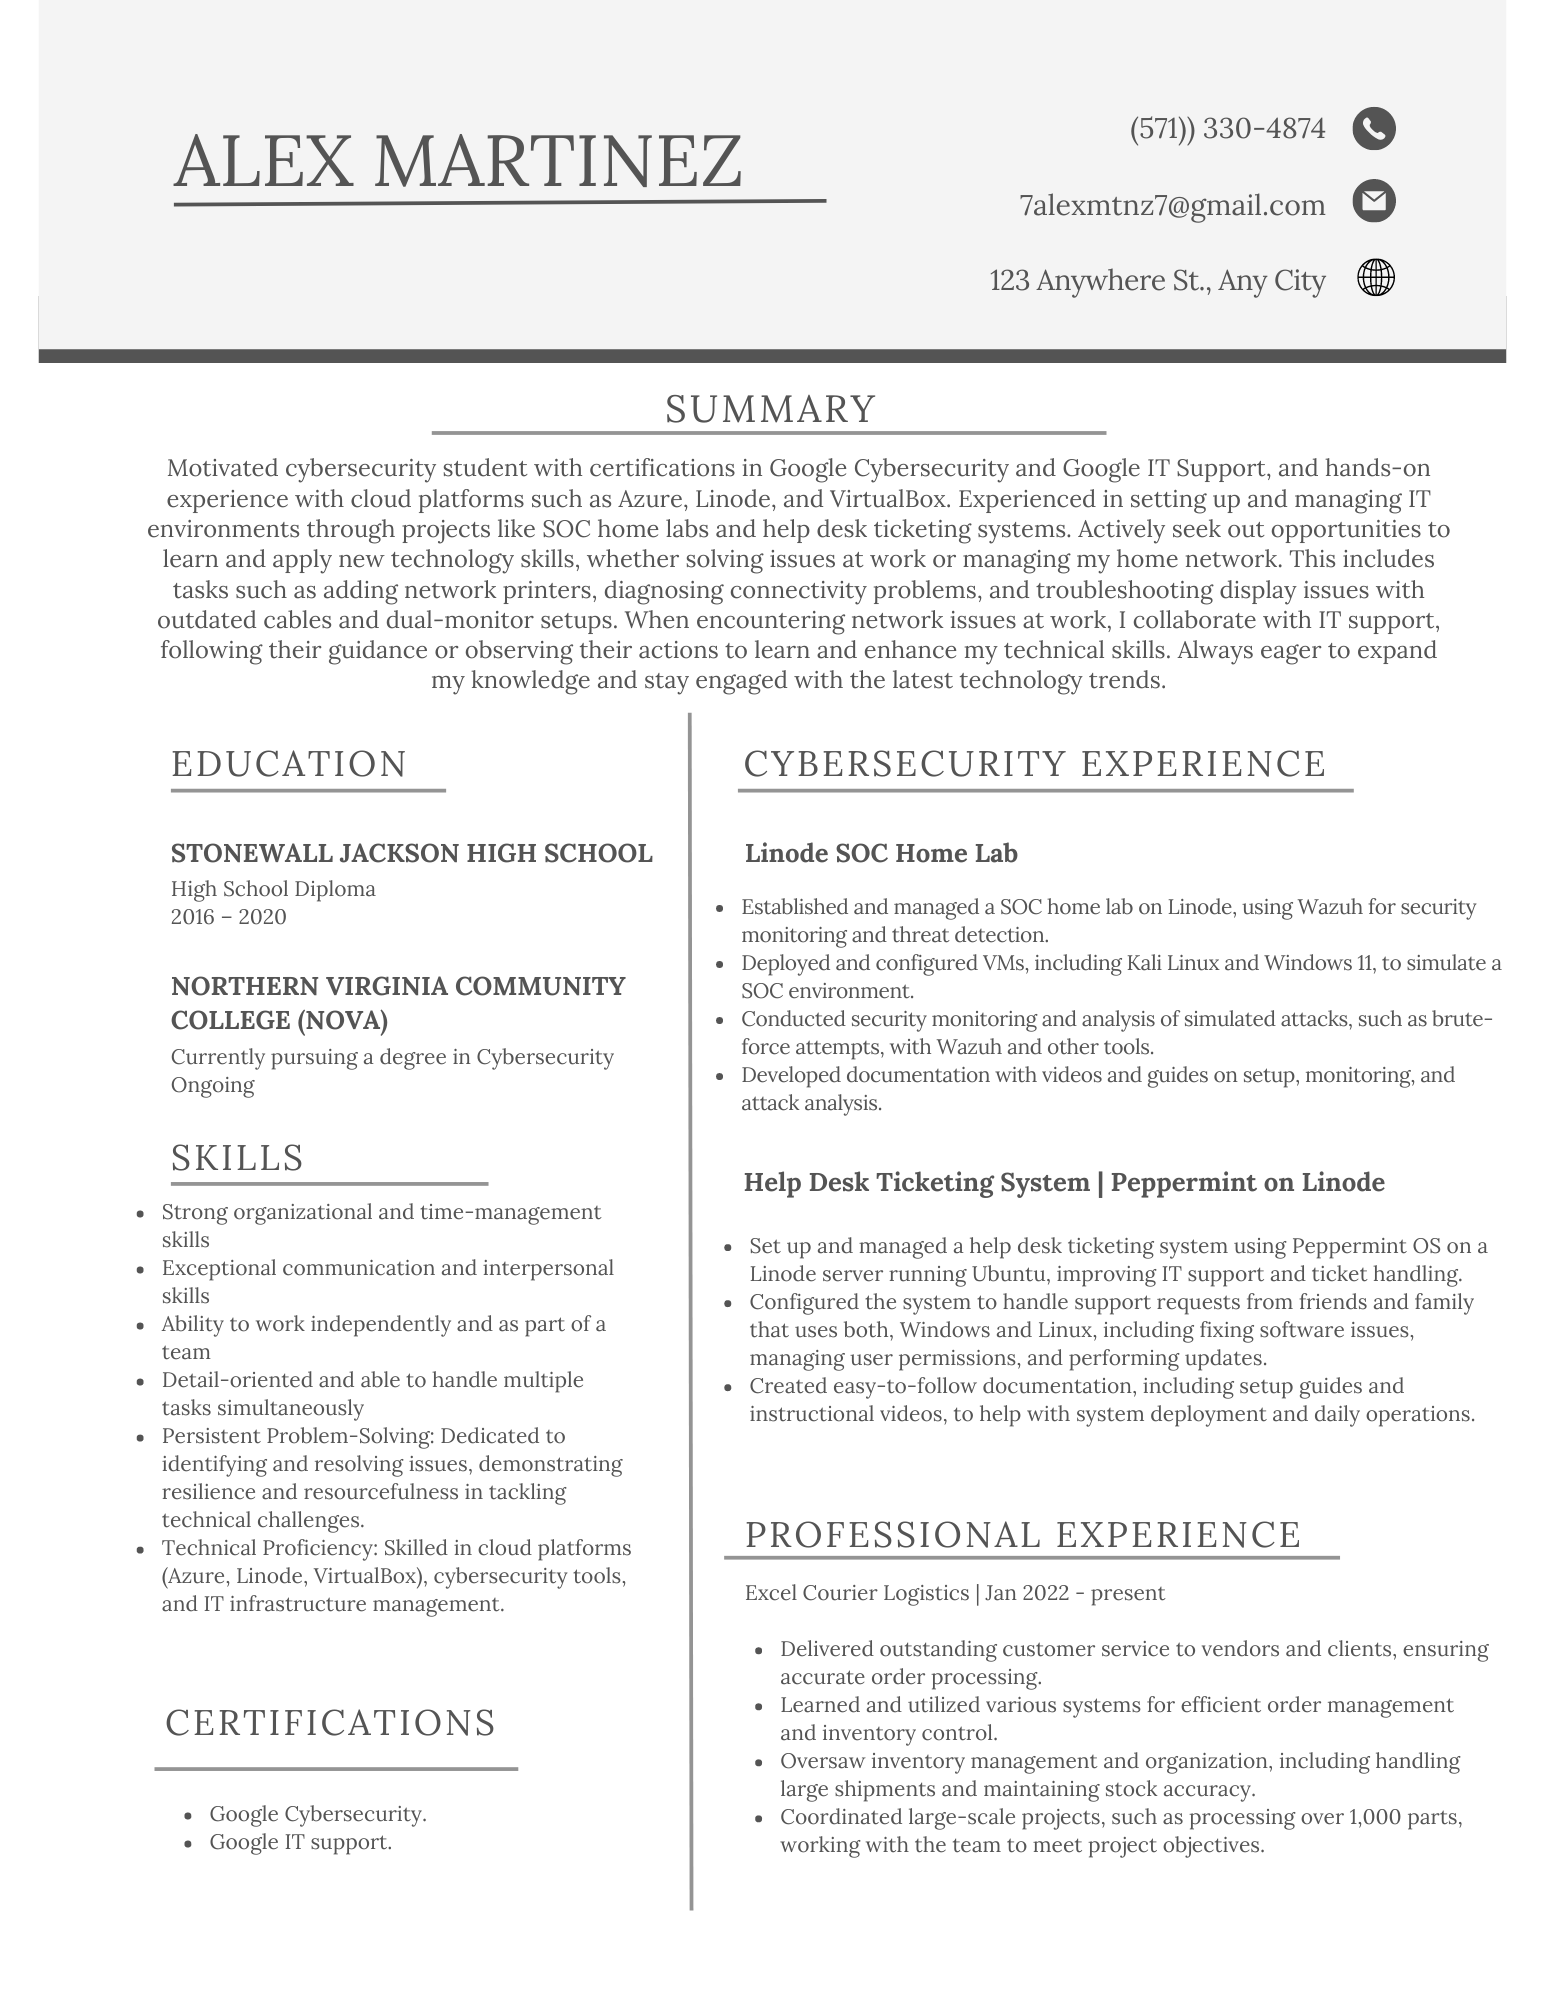 ALEX MARTINEZ
(571)) 330-4874
7alexmtnz7@gmail.com
123 Anywhere St., Any City
SUMMARY
Motivated cybersecurity student with certifications in Google Cybersecurity and Google IT Support, and hands-on
experience with cloud platforms such as Azure, Linode, and VirtualBox. Experienced in setting up and managing IT
environments through projects like SOC home labs and help desk ticketing systems. Actively seek out opportunities to
learn and apply new technology skills, whether solving issues at work or managing my home network. This includes
tasks such as adding network printers, diagnosing connectivity problems, and troubleshooting display issues with
outdated cables and dual-monitor setups. When encountering network issues at work, I collaborate with IT support,
following their guidance or observing their actions to learn and enhance my technical skills. Always eager to expand
my knowledge and stay engaged with the latest technology trends.
EDUCATION
STONEWALL JACKSON HIGH SCHOOL
High School Diploma
2016 – 2020
NORTHERN VIRGINIA COMMUNITY
COLLEGE (NOVA)
Currently pursuing a degree in Cybersecurity
Ongoing
SKILLS
• Strong organizational and time-management
skills
• Exceptional communication and interpersonal
skills
• Ability to work independently and as part of a
team
• Detail-oriented and able to handle multiple
tasks simultaneously
• Persistent Problem-Solving: Dedicated to
identifying and resolving issues, demonstrating
resilience and resourcefulness in tackling
technical challenges.
• Technical Proficiency: Skilled in cloud platforms
(Azure, Linode, VirtualBox), cybersecurity tools,
and IT infrastructure management.
CERTIFICATIONS
• Google Cybersecurity.
• Google IT support.
CYBERSECURITY EXPERIENCE
Linode SOC Home Lab
• Established and managed a SOC home lab on Linode, using Wazuh for security
monitoring and threat detection.
• Deployed and configured VMs, including Kali Linux and Windows 11, to simulate a
SOC environment.
• Conducted security monitoring and analysis of simulated attacks, such as brute-
force attempts, with Wazuh and other tools.
• Developed documentation with videos and guides on setup, monitoring, and
attack analysis.
Help Desk Ticketing System | Peppermint on Linode
• Set up and managed a help desk ticketing system using Peppermint OS on a
Linode server running Ubuntu, improving IT support and ticket handling.
• Configured the system to handle support requests from friends and family
that uses both, Windows and Linux, including fixing software issues,
managing user permissions, and performing updates.
• Created easy-to-follow documentation, including setup guides and
instructional videos, to help with system deployment and daily operations.
PROFESSIONAL EXPERIENCE
Excel Courier Logistics | Jan 2022 - present
• Delivered outstanding customer service to vendors and clients, ensuring
accurate order processing.
• Learned and utilized various systems for efficient order management
and inventory control.
• Oversaw inventory management and organization, including handling
large shipments and maintaining stock accuracy.
• Coordinated large-scale projects, such as processing over 1,000 parts,
working with the team to meet project objectives.